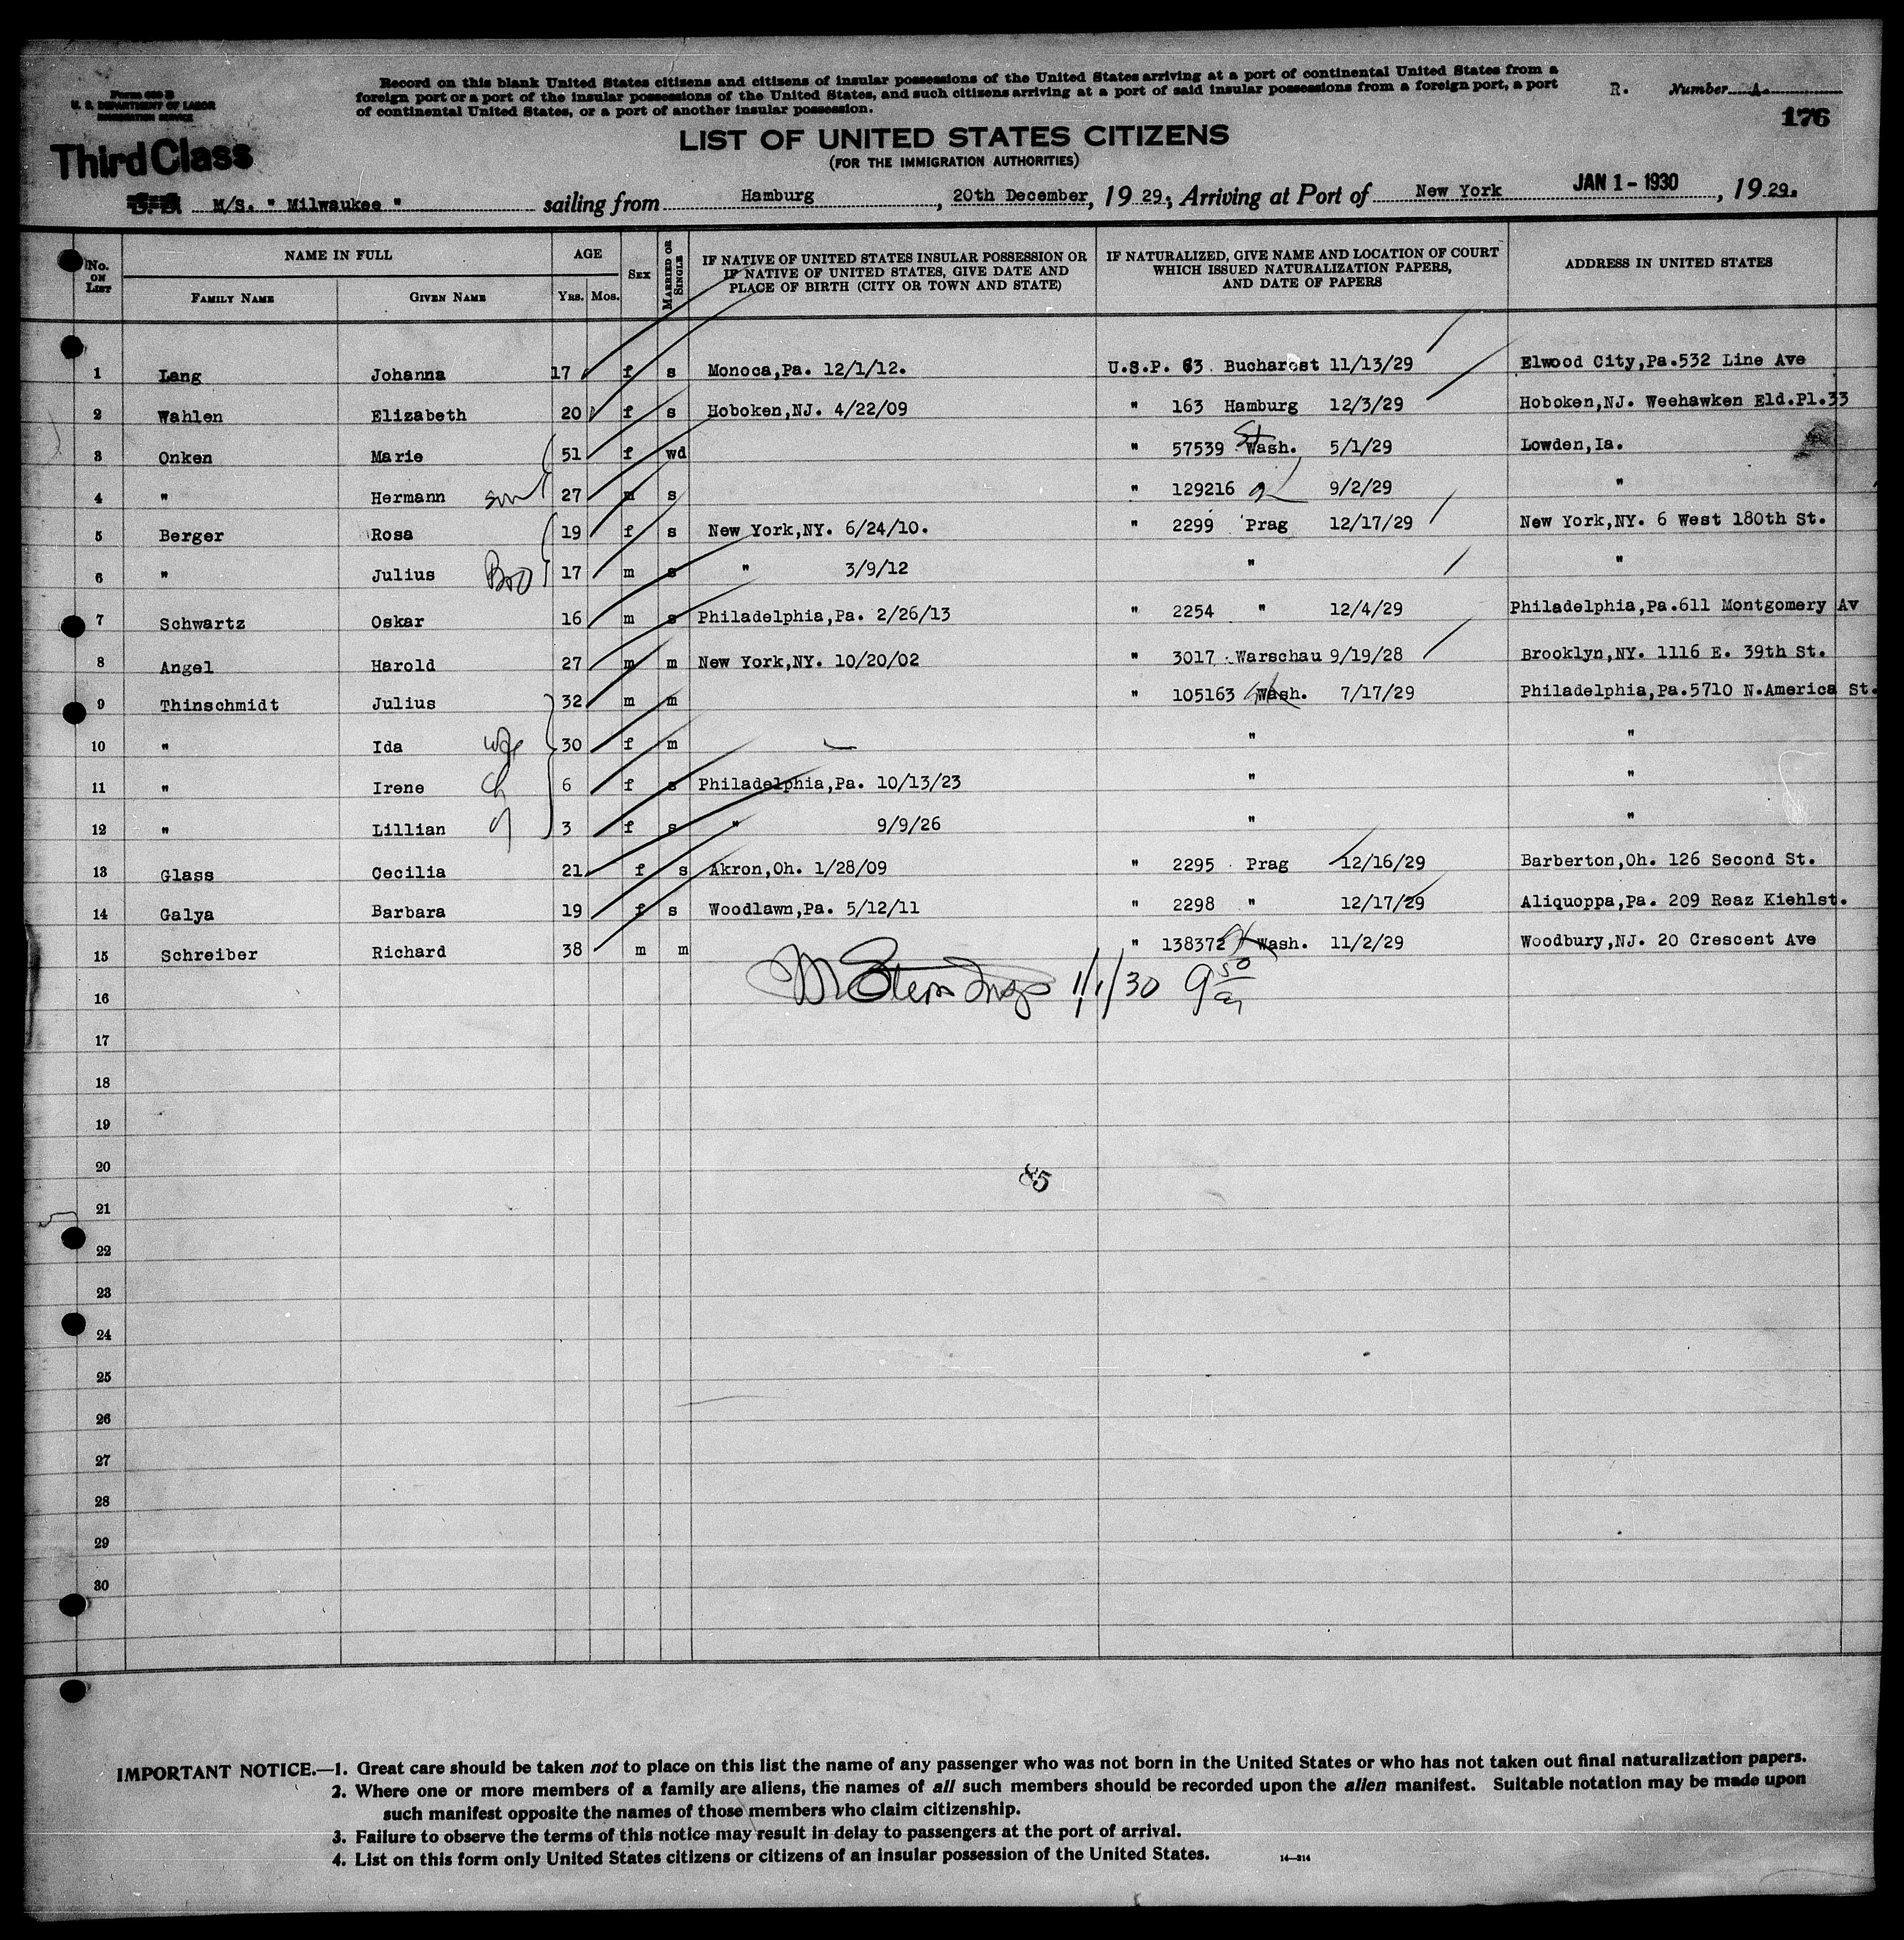 Form 630 B
U. S. DEPARTMENT OF LABOR
IMMIGRATION SERVICE
Record on this blank United States citizens and citizens of insular possessions of the United States arriving at a port of continental United States from a
foreign port or a port of the insular possessions of the United States, and such citizens arriving at a port of said insular possessions from a foreign port, a port
of continental United States, or a port of another insular possession.
R. Number A.
176
LIST OF UNITED STATES CITIZENS
(FOR THE IMMIGRATION AUTHORITIES)
Third Class
S. S. M/S. " Milwaukee " sailing from Hamburg, 20th December, 1929; Arriving at Port of New York JAN 1 - 1930, 1929.
No. ON LIST
NAME IN FULL
FAMILY NAME GIVEN NAME
AGE
YRS. MOS.
SEX
MARRIED OR SINGLE
IF NATIVE OF UNITED STATES INSULAR POSSESSION OR
IF NATIVE OF UNITED STATES, GIVE DATE AND
PLACE OF BIRTH (CITY OR TOWN AND STATE)
IF NATURALIZED, GIVE NAME AND LOCATION OF COURT
WHICH ISSUED NATURALIZATION PAPERS,
AND DATE OF PAPERS
ADDRESS IN UNITED STATES
1 Lang Johanna 17 f s Monoca,Pa. 12/1/12. U.S.P. 63 Bucharest 11/13/29 Elwood City,Pa.532 Line Ave
2 Wahlen Elizabeth 20 f s Hoboken,NJ. 4/22/09 " 163 Hamburg 12/3/29 Hoboken,NJ. Weehawken Eld.Pl.33
3 Onken Marie 51 f wd " 57539 St Wash. 5/1/29 Lowden,Ia.
4 " Hermann son 27 m s " 129216 9/2/29 "
5 Berger Rosa 19 f s New York,NY. 6/24/10. " 2299 Prag 12/17/29 New York,NY. 6 West 180th St.
6 " Julius Bro 17 m s " 3/9/12 " "
7 Schwartz Oskar 16 m s Philadelphia,Pa. 2/26/13 " 2254 " 12/4/29 Philadelphia,Pa.611 Montgomery Av
8 Angel Harold 27 m m New York,NY. 10/20/02 " 3017 Warschau 9/19/28 Brooklyn,NY. 1116 E. 39th St.
9 Thinschmidt Julius 32 m m " 105163 Wash. 7/17/29 Philadelphia,Pa.5710 N.America St.
10 " Ida wife 30 f m " "
11 " Irene ch 6 f s Philadelphia,Pa. 10/13/23 " "
12 " Lillian 3 f s " 9/9/26 " "
13 Glass Cecilia 21 f s Akron,Oh. 1/28/09 " 2295 Prag 12/16/29 Barberton,Oh. 126 Second St.
14 Galya Barbara 19 f s Woodlawn,Pa. 5/12/11 " 2298 " 12/17/29 Aliquoppa,Pa. 209 Reaz Kiehlst.
15 Schreiber Richard 38 m m " 138372 Wash. 11/2/29 Woodbury,NJ. 20 Crescent Ave
1/1/30 9 50
16
17
18
19
20
85
21
22
23
24
25
26
27
28
29
30
IMPORTANT NOTICE.—1. Great care should be taken not to place on this list the name of any passenger who was not born in the United States or who has not taken out final naturalization papers.
2. Where one or more members of a family are aliens, the names of all such members should be recorded upon the alien manifest. Suitable notation may be made upon
such manifest opposite the names of those members who claim citizenship.
3. Failure to observe the terms of this notice may result in delay to passengers at the port of arrival.
4. List on this form only United States citizens or citizens of an insular possession of the United States.
14—314